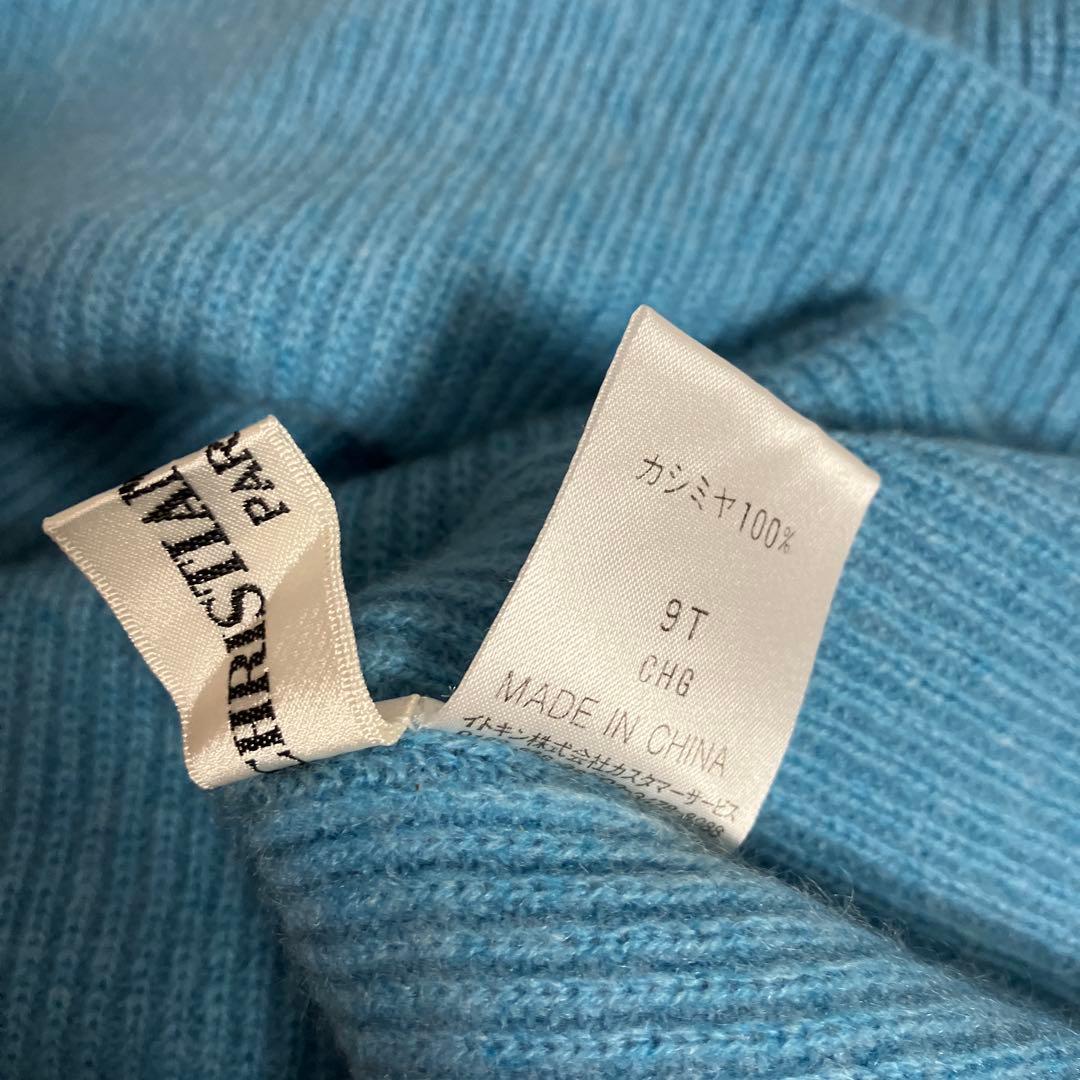 CHRISTIAN
PAR
カシミヤ100%
9T
CHG
MADE IN CHINA
イトキン株式会社カスタマーサービス